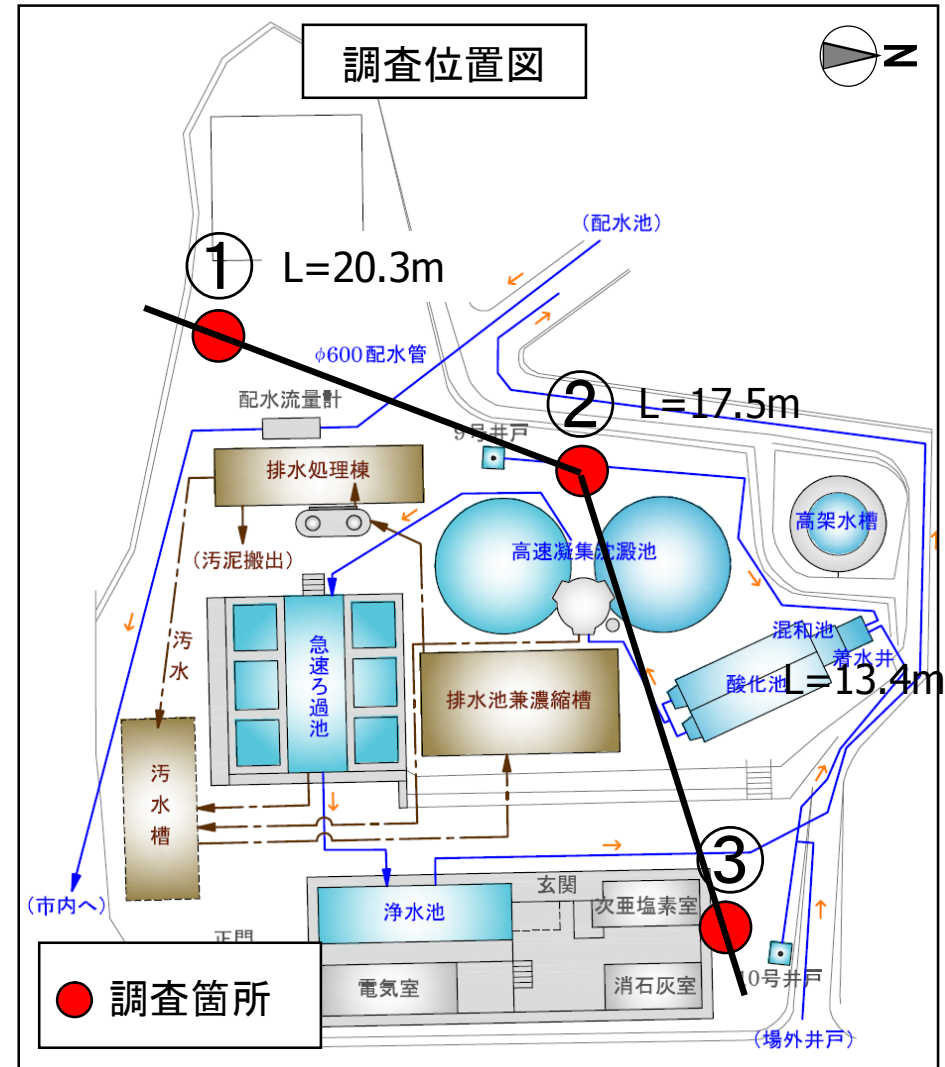 調査位置図
N
(配水池)
① L=20.3m
φ600配水管
配水流量計
② L=17.5m
9号井戸
排水処理棟
高架水槽
(汚泥搬出)
高速凝集沈澱池
汚水
急速ろ過池
混和池
着水井
酸化池
L=13.4m
排水池兼濃縮槽
汚水槽
③
(市内へ)
浄水池
玄関
次亜塩素室
正門
電気室
消石灰室
10号井戸
調査箇所
(場外井戸)